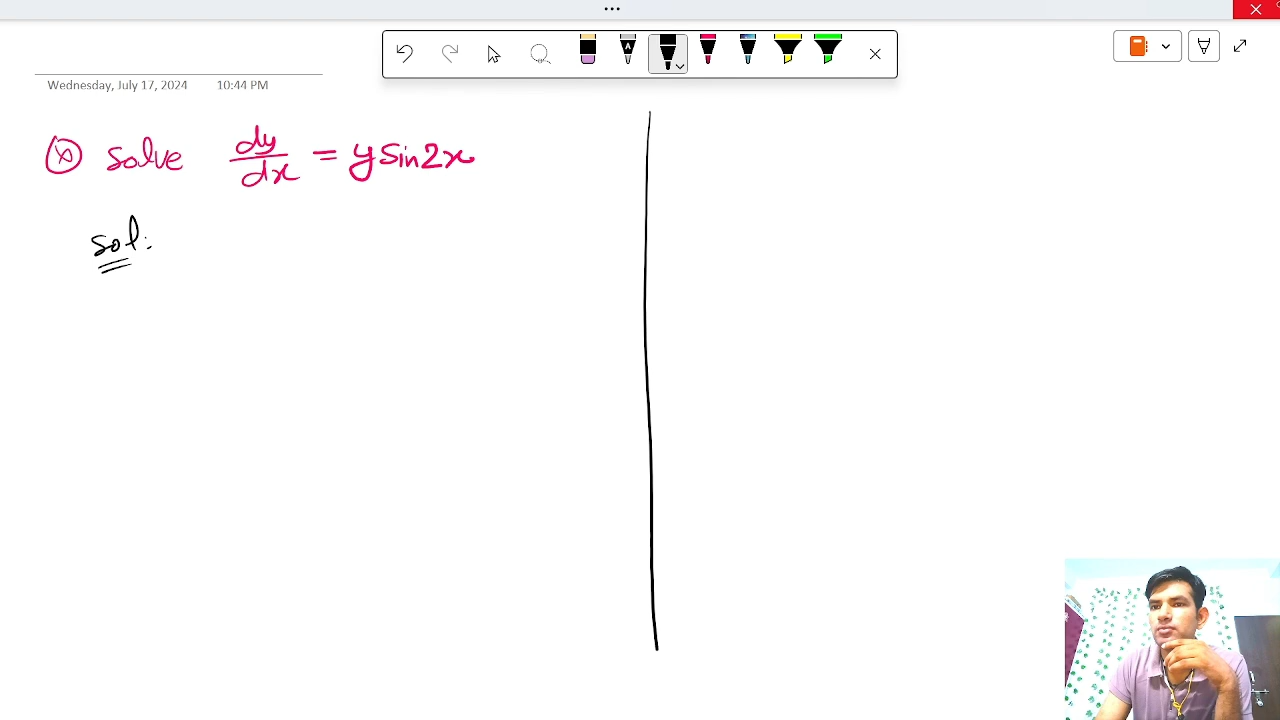 Wednesday, July 17, 2024 10:44 PM
solve dy/dx = y sin2x
sol: